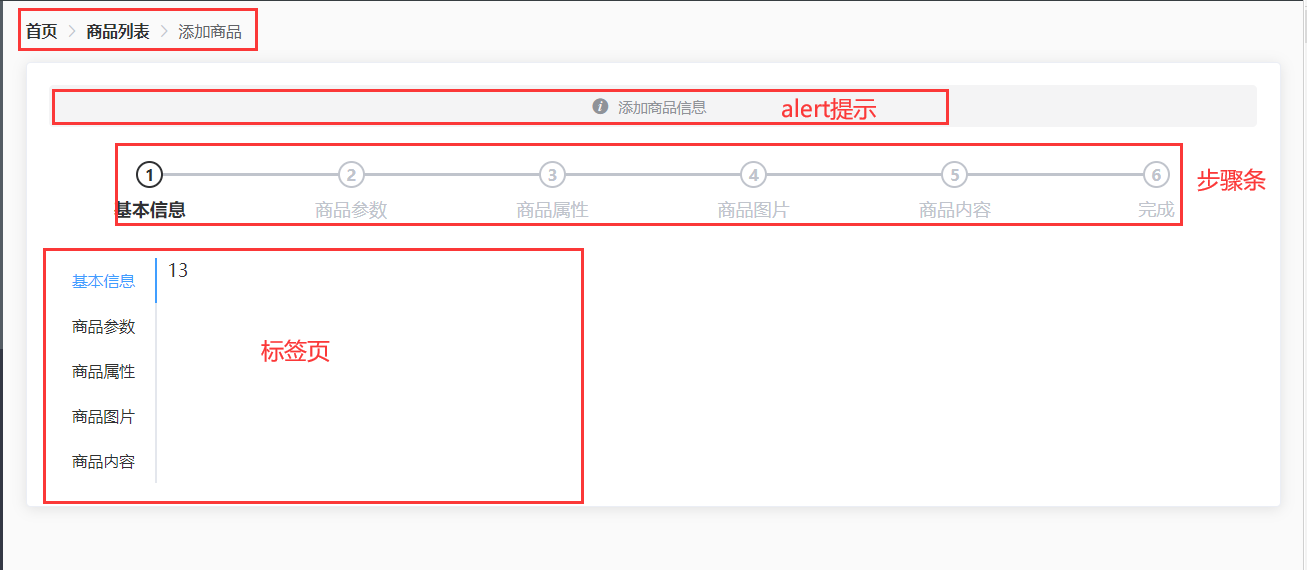 首页 > 商品列表 > 添加商品
添加商品信息 alert提示
1 2 3 4 5 6
基本信息 商品参数 商品属性 商品图片 商品内容 完成
步骤条
基本信息 13
商品参数
标签页
商品属性
商品图片
商品内容